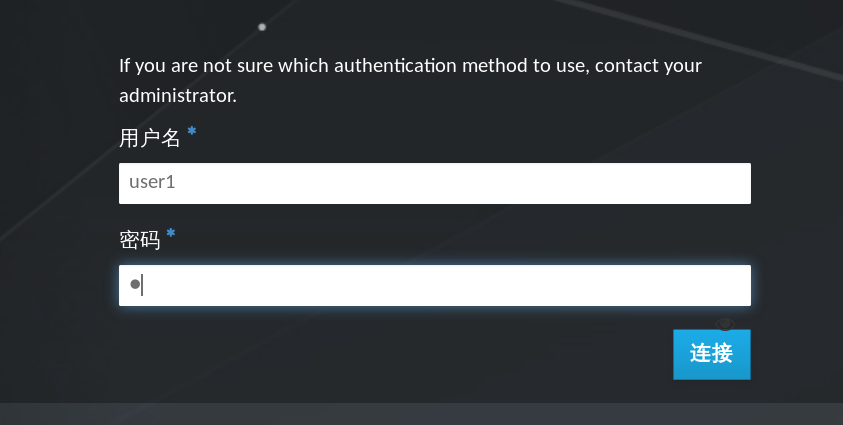 If you are not sure which authentication method to use, contact your
administrator.
用户名 *
user1
密码 *
●
连接